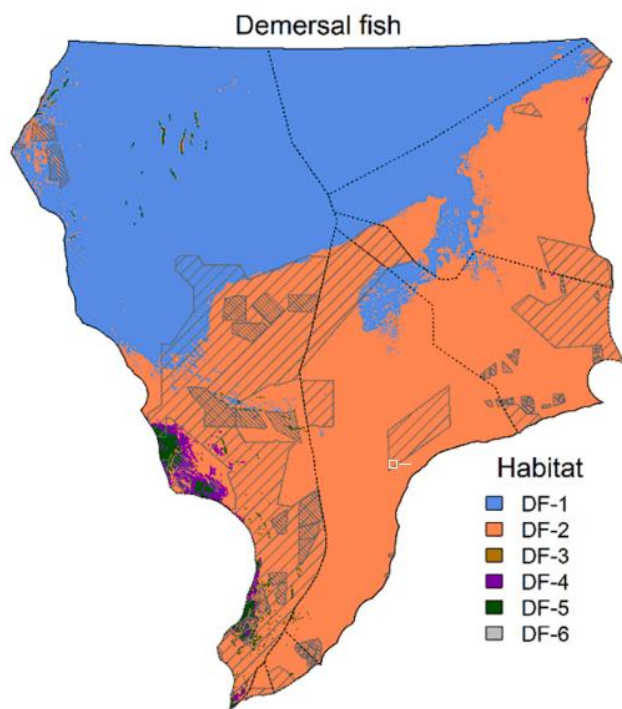 Demersal fish
Habitat
DF-1
DF-2
DF-3
DF-4
DF-5
DF-6